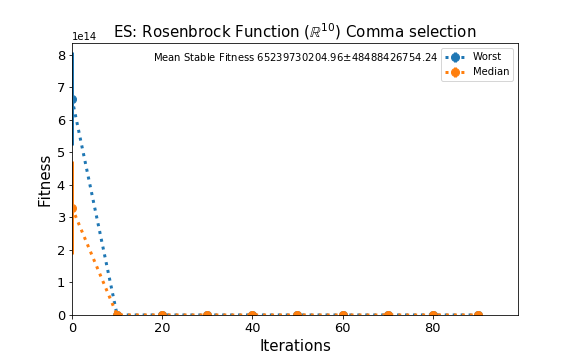 ES: Rosenbrock Function (ℝ¹⁰) Comma selection
1e14
Mean Stable Fitness 65239730204.96±48488426754.24
Worst
Median
8
7
6
5
4
3
2
1
0
Fitness
0 20 40 60 80
Iterations